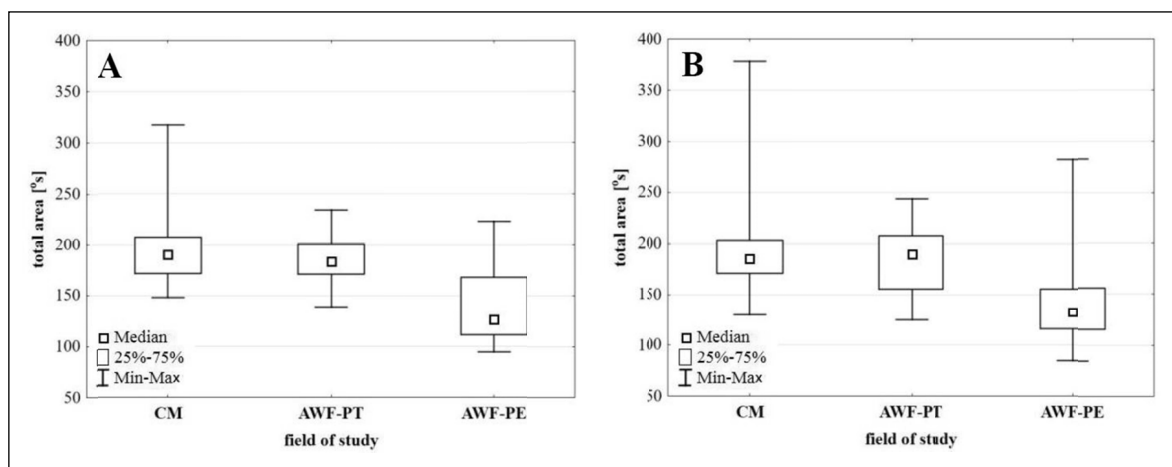 A
400
350
300
250
200
150
100
50
total area [°s]
Median
25%-75%
Min-Max
CM AWF-PT AWF-PE
field of study
B
400
350
300
250
200
150
100
50
total area [°s]
Median
25%-75%
Min-Max
CM AWF-PT AWF-PE
field of study